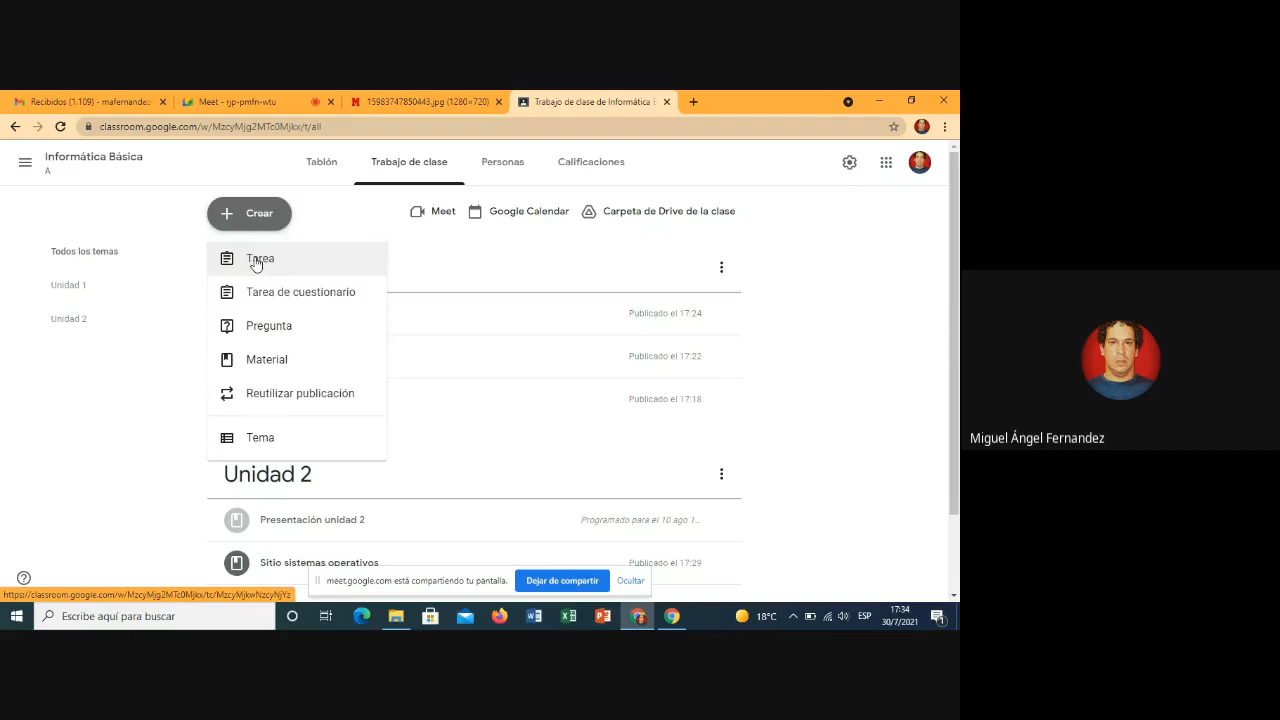 Recibidos (1.109) - mafernandez
Meet - rjp-pmfn-wtu
15983747850443.jpg (1280×720)
Trabajo de clase de Informática B
classroom.google.com/w/MzcyMjg2MTc0Mjkx/t/all
Informática Básica
A
Tablón
Trabajo de clase
Personas
Calificaciones
Crear
Meet
Google Calendar
Carpeta de Drive de la clase
Todos los temas
Unidad 1
Unidad 2
Tarea
Tarea de cuestionario
Pregunta
Material
Reutilizar publicación
Tema
Publicado el 17:24
Publicado el 17:22
Publicado el 17:18
Unidad 2
Presentación unidad 2
Programado para el 10 ago 1...
Sitio sistemas operativos
Publicado el 17:29
meet.google.com está compartiendo tu pantalla.
Dejar de compartir
Ocultar
https://classroom.google.com/w/MzcyMjg2MTc0Mjkx/tc/MzcyMjkwNzcyNjYz
Escribe aquí para buscar
18°C
ESP
17:34
30/7/2021
1
Miguel Ángel Fernandez